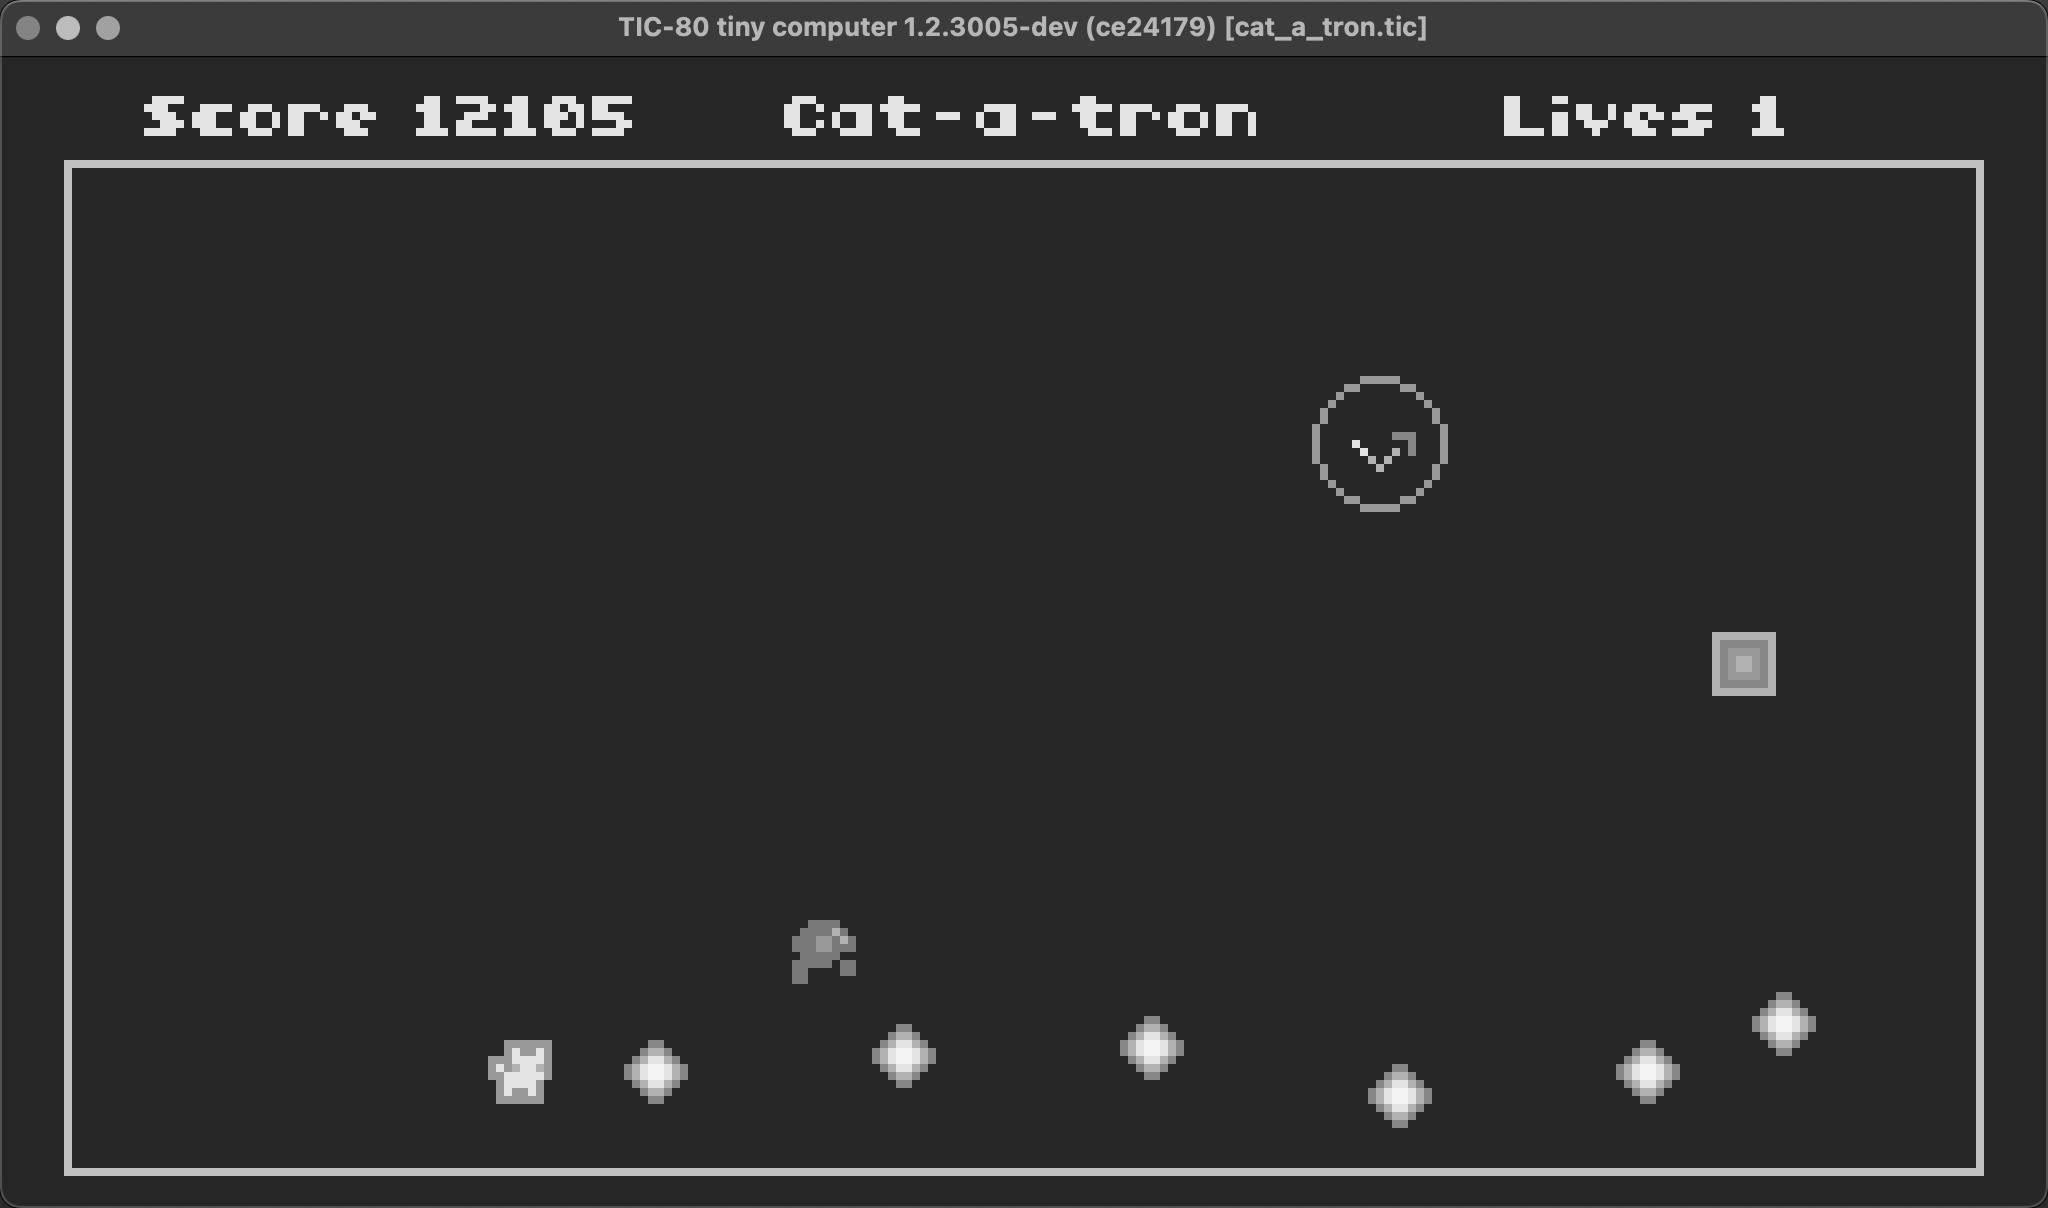 TIC-80 tiny computer 1.2.3005-dev (ce24179) [cat_a_tron.tic]
Score 12105 Cat-a-tron Lives 1